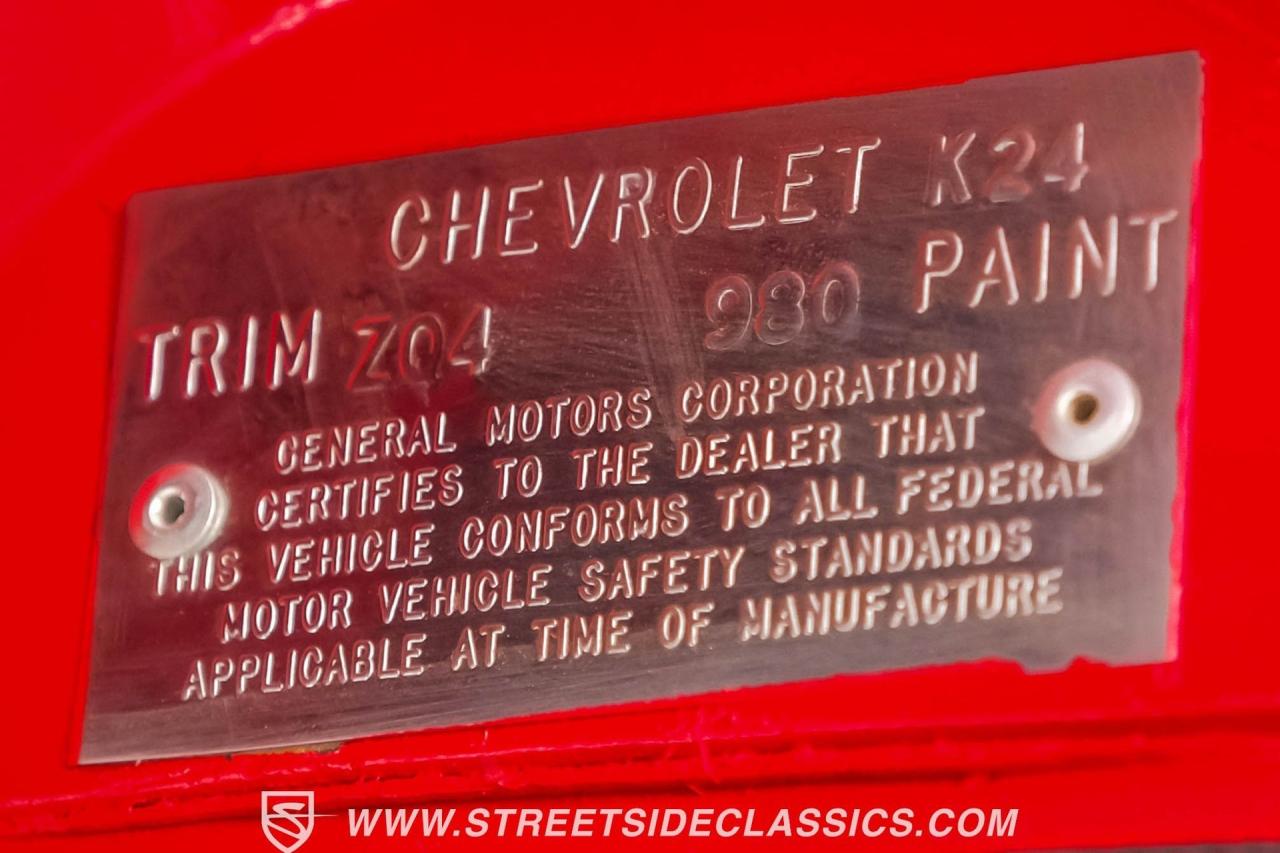 CHEVROLET K24
TRIM ZQ4 980 PAINT
GENERAL MOTORS CORPORATION
CERTIFIES TO THE DEALER THAT
THIS VEHICLE CONFORMS TO ALL FEDERAL
MOTOR VEHICLE SAFETY STANDARDS
APPLICABLE AT TIME OF MANUFACTURE
WWW.STREETSIDECLASSICS.COM